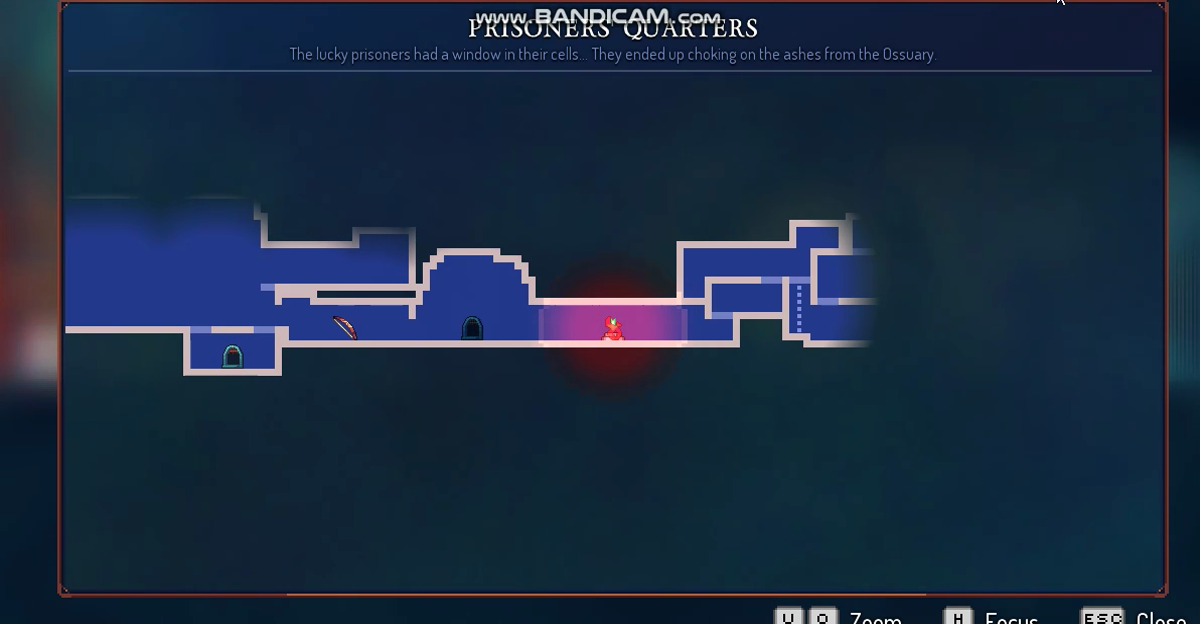 www.BANDICAM.com
PRISONERS' QUARTERS
The lucky prisoners had a window in their cells... They ended up choking on the ashes from the Ossuary.
Zoom Focus ESC Close